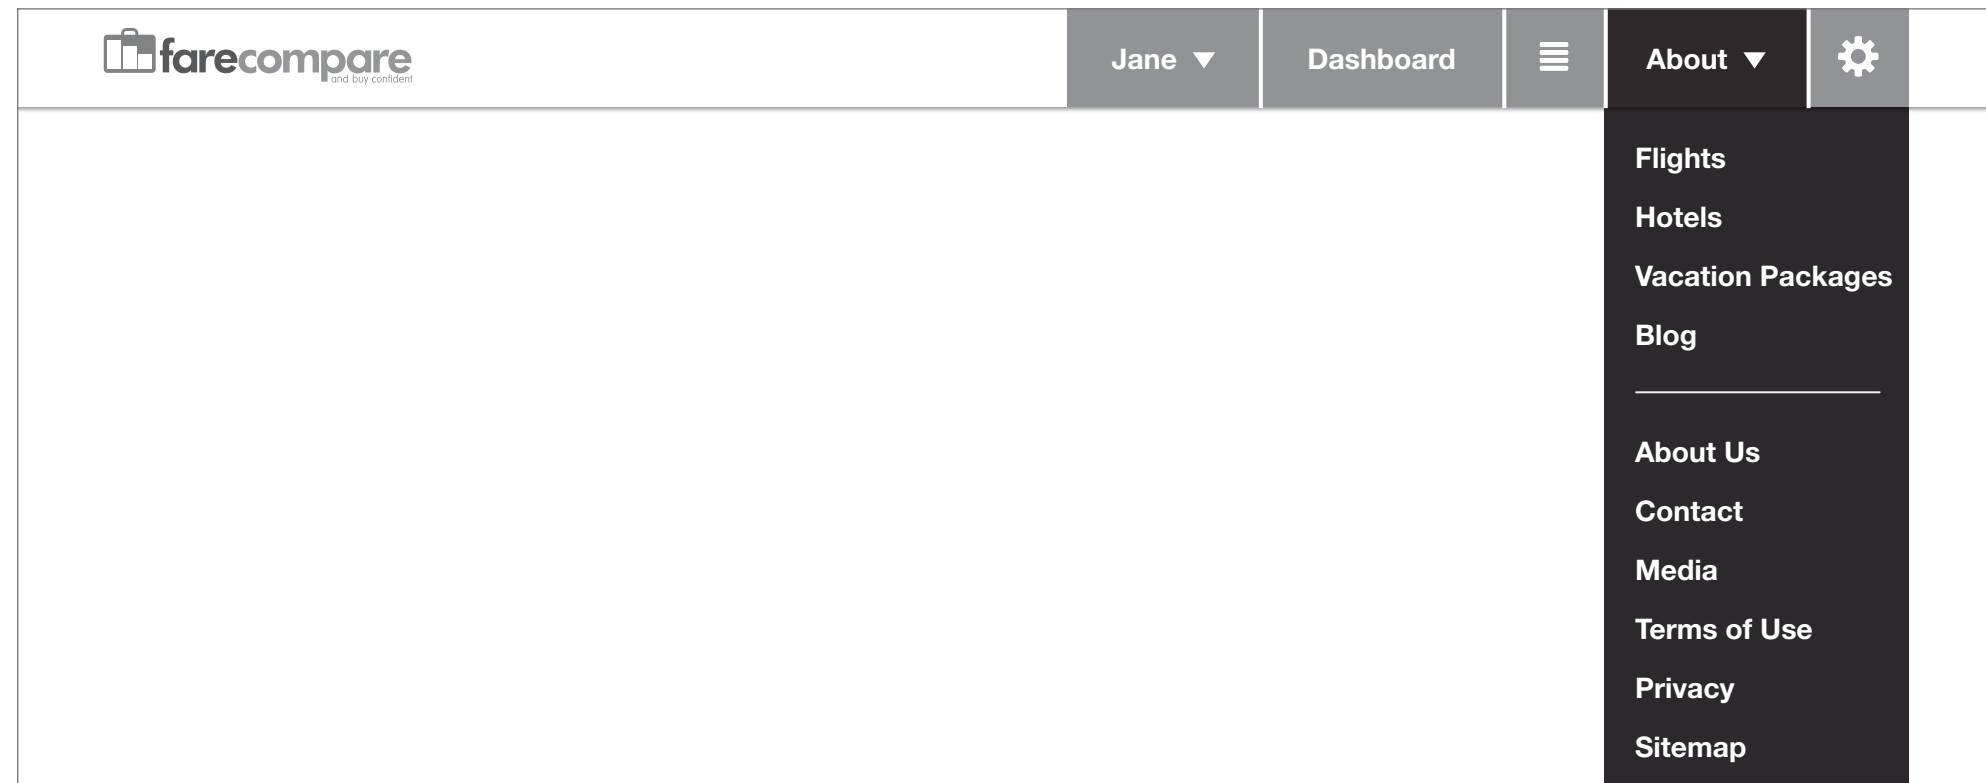 farecompare
and buy confident
Jane ▼
Dashboard
About ▼
Flights
Hotels
Vacation Packages
Blog
About Us
Contact
Media
Terms of Use
Privacy
Sitemap